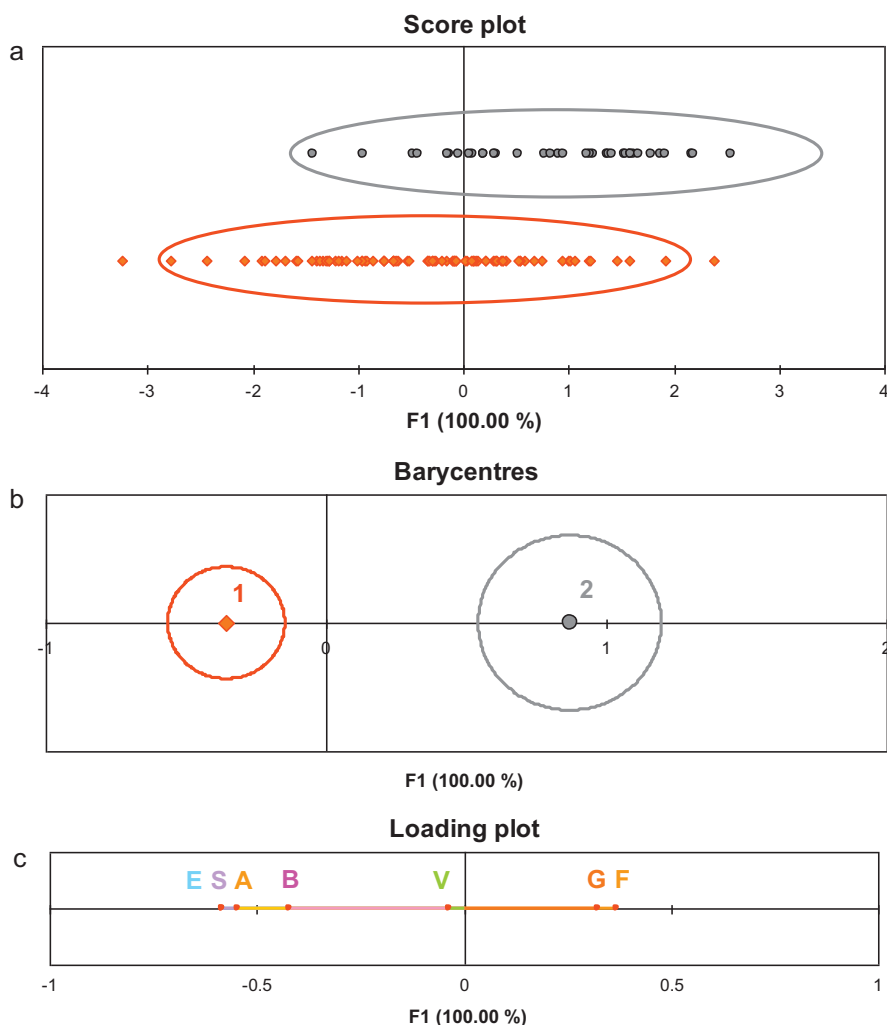 Score plot
a
-4 -3 -2 -1 0 1 2 3 4
F1 (100.00 %)
Barycentres
b
1 2
-1 0 1 2
F1 (100.00 %)
Loading plot
c
E S A B V G F
-1 -0.5 0 0.5 1
F1 (100.00 %)